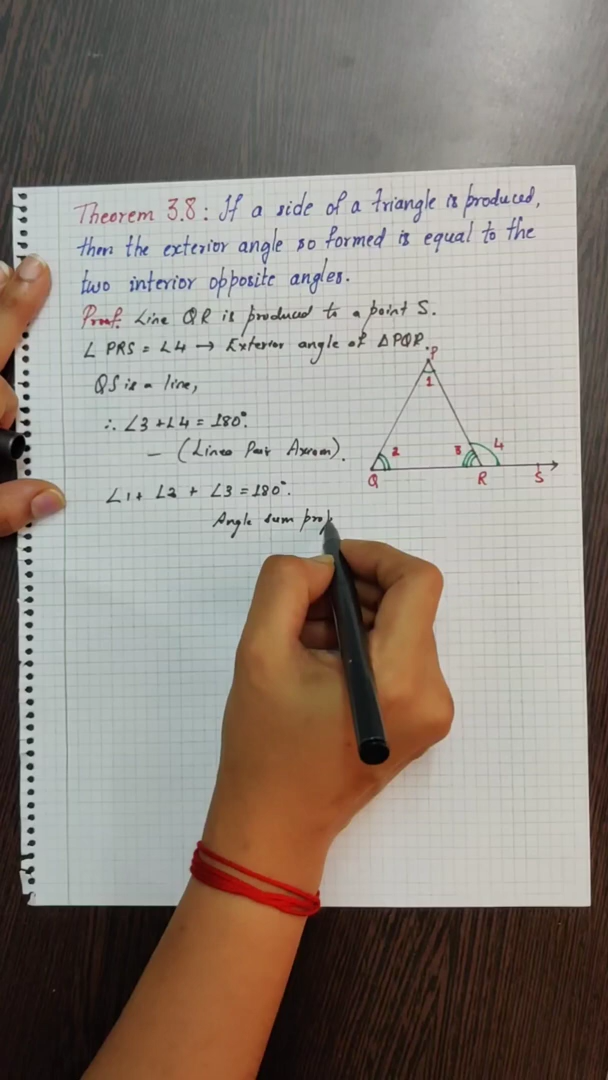 Theorem 3.8: If a side of a triangle is produced,
then the exterior angle so formed is equal to the
two interior opposite angles.
Proof: Line QR is produced to a point S.
∠ PRS = ∠4 → Exterior angle of ΔPQR.
QS is a line,
∴ ∠3 + ∠4 = 180°.
- (Linea Pair Axiom).
∠1 + ∠2 + ∠3 = 180°.
Angle sum prop
P
1
2
3
4
Q
R
S